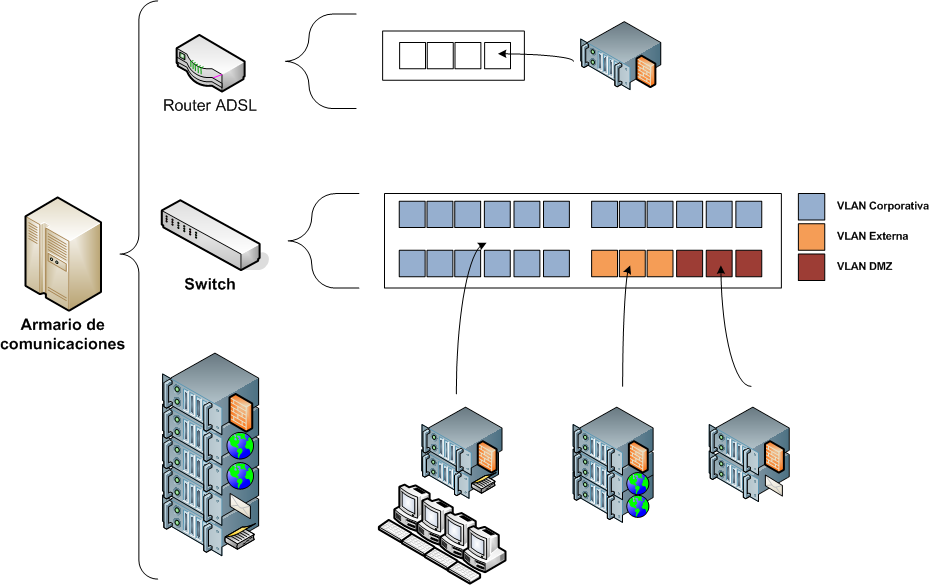 Router ADSL
Switch
VLAN Corporativa
VLAN Externa
VLAN DMZ
Armario de
comunicaciones